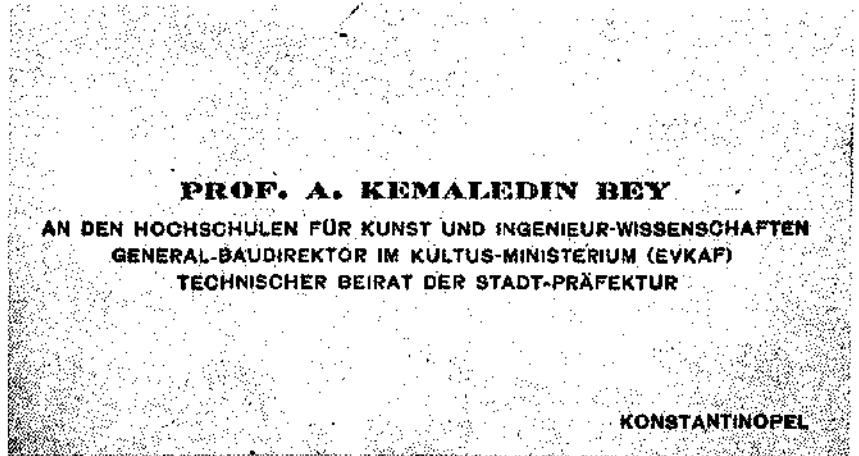 PROF. A. KEMALEDIN BEY
AN DEN HOCHSCHULEN FÜR KUNST UND INGENIEUR-WISSENSCHAFTEN
GENERAL-BAUDIREKTOR IM KULTUS-MINISTERIUM (EVKAF)
TECHNISCHER BEIRAT DER STADT-PRÄFEKTUR
KONSTANTINOPEL